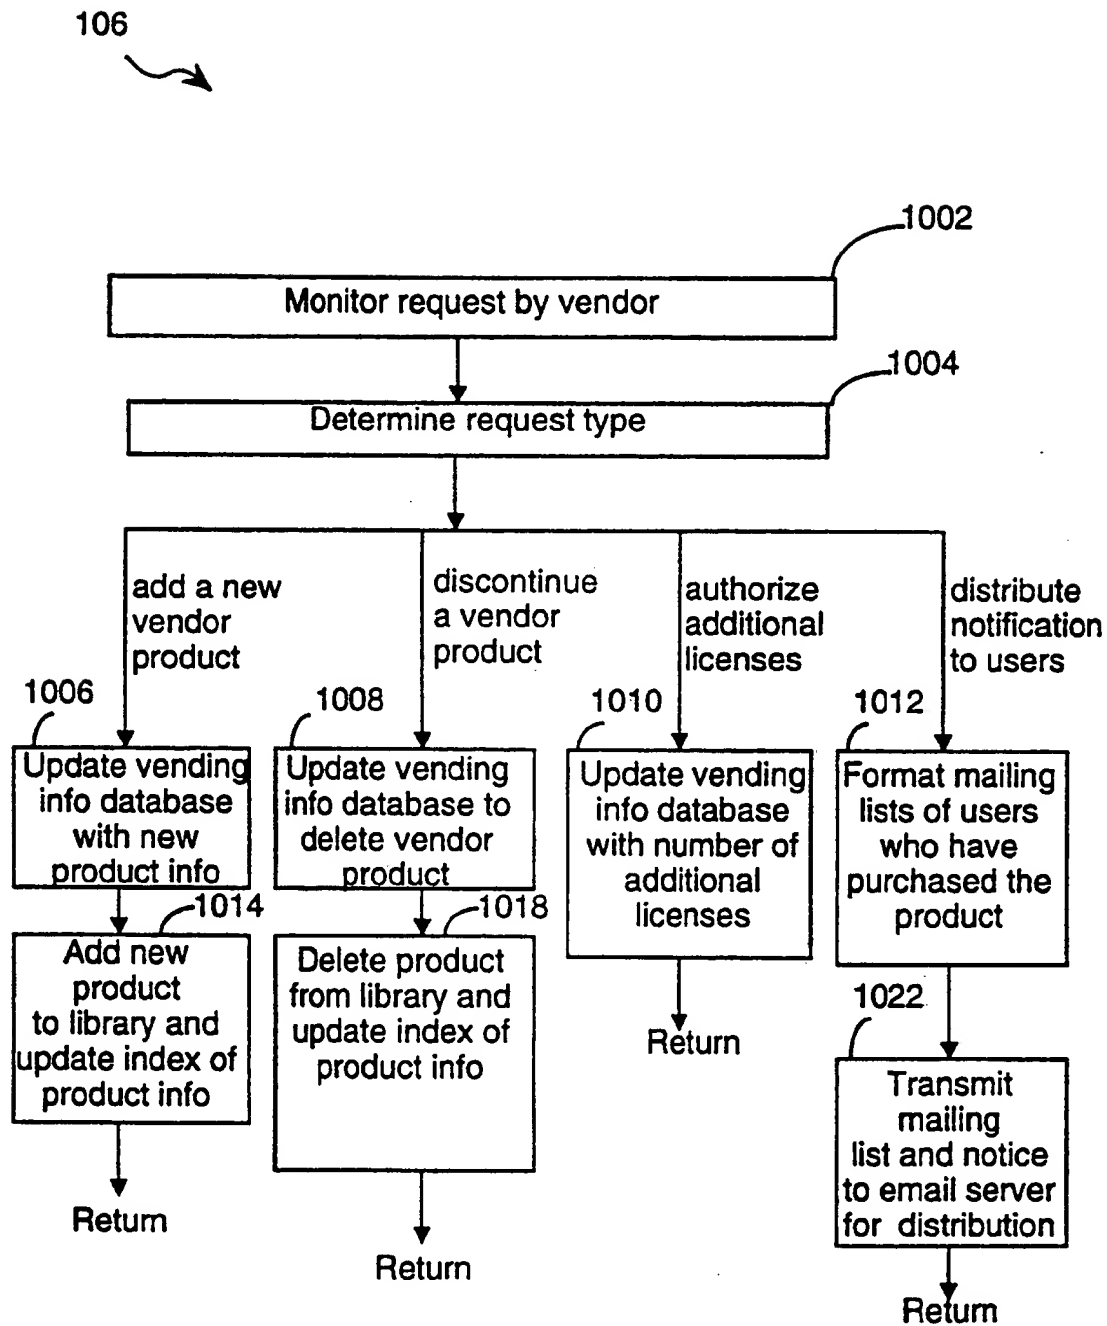 106
1002
Monitor request by vendor
1004
Determine request type
add a new
vendor
product
discontinue
a vendor
product
authorize
additional
licenses
distribute
notification
to users
1006
Update vending
info database
with new
product info
1008
Update vending
info database to
delete vendor
product
1010
Update vending
info database
with number of
additional
licenses
1012
Format mailing
lists of users
who have
purchased the
product
1014
Add new
product
to library and
update index of
product info
1018
Delete product
from library and
update index of
product info
Return
1022
Transmit
mailing
list and notice
to email server
for distribution
Return
Return
Return